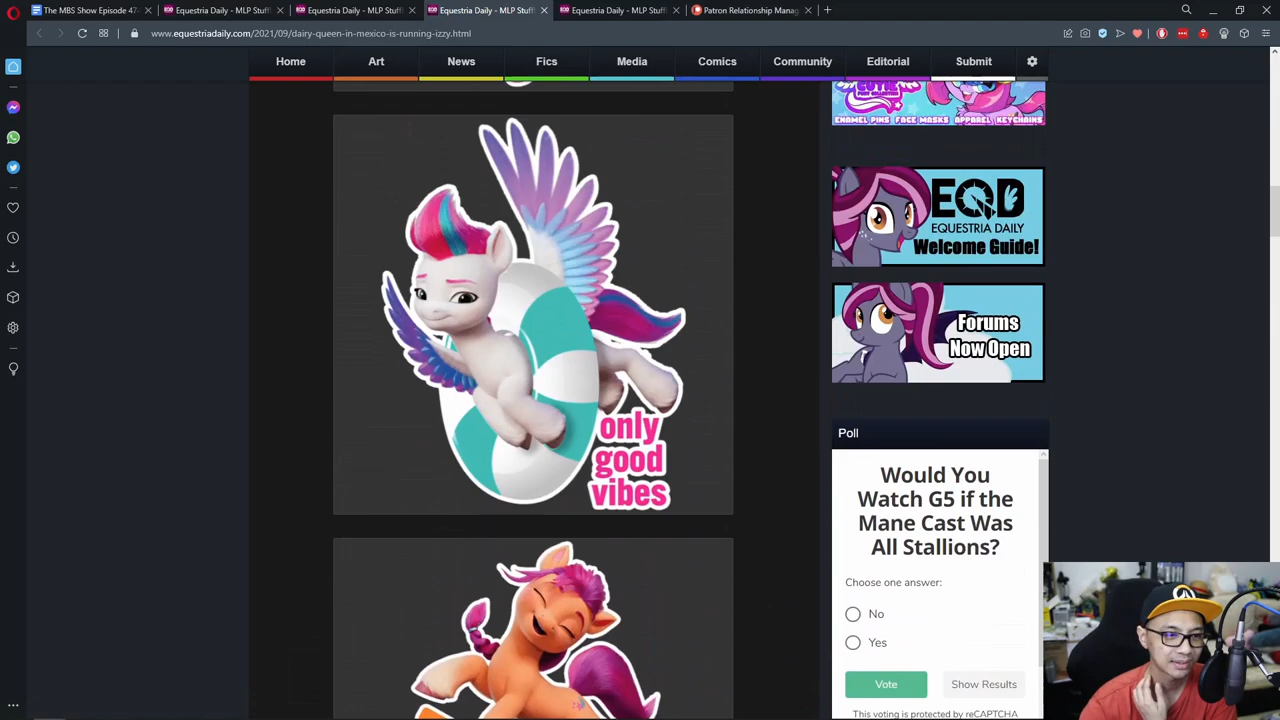 The MBS Show Episode 47-
Equestria Daily - MLP Stuff!
Equestria Daily - MLP Stuff!
Equestria Daily - MLP Stuff!
Equestria Daily - MLP Stuff!
Patron Relationship Manag
www.equestriadaily.com/2021/09/dairy-queen-in-mexico-is-running-izzy.html
Home
Art
News
Fics
Media
Comics
Community
Editorial
Submit
ENAMEL PINS FACE MASKS APPAREL KEYCHAINS
EQD
EQUESTRIA DAILY
Welcome Guide!
Forums
Now Open
only
good
vibes
Poll
Would You
Watch G5 if the
Mane Cast Was
All Stallions?
Choose one answer:
No
Yes
Vote
Show Results
This voting is protected by reCAPTCHA